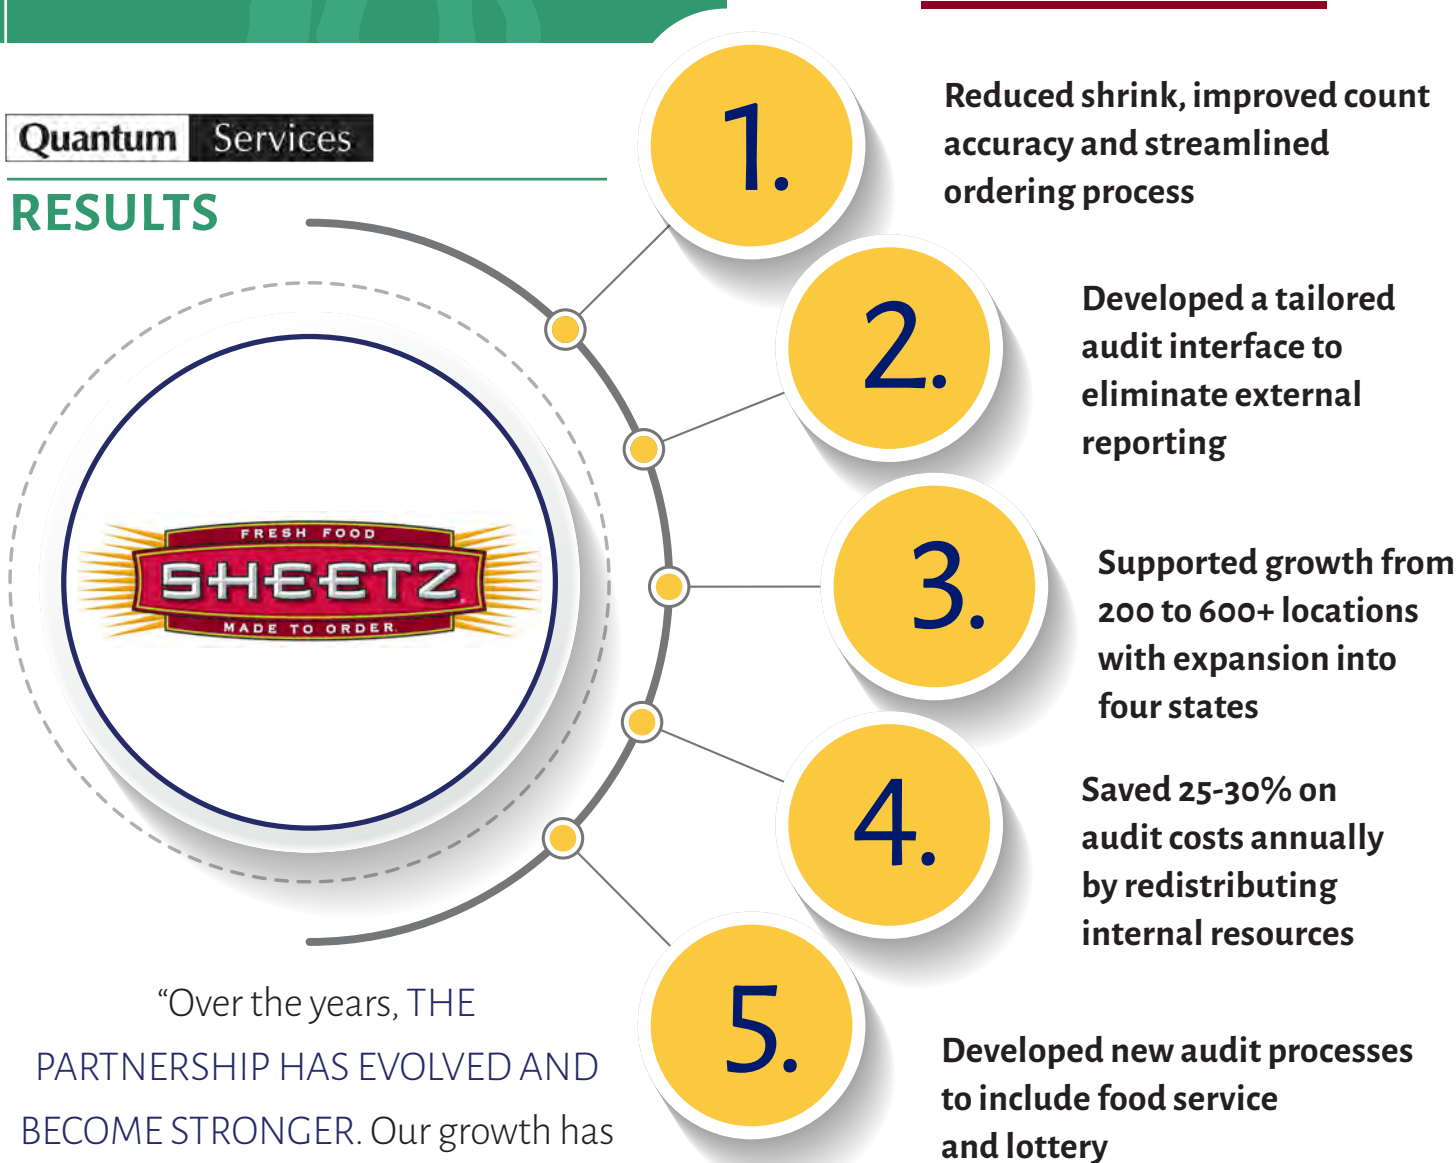 Quantum Services
RESULTS
FRESH FOOD
SHEETZ
MADE TO ORDER.
1.
Reduced shrink, improved count
accuracy and streamlined
ordering process
2.
Developed a tailored
audit interface to
eliminate external
reporting
3.
Supported growth from
200 to 600+ locations
with expansion into
four states
4.
Saved 25-30% on
audit costs annually
by redistributing
internal resources
5.
Developed new audit processes
to include food service
and lottery
“Over the years, THE
PARTNERSHIP HAS EVOLVED AND
BECOME STRONGER. Our growth has